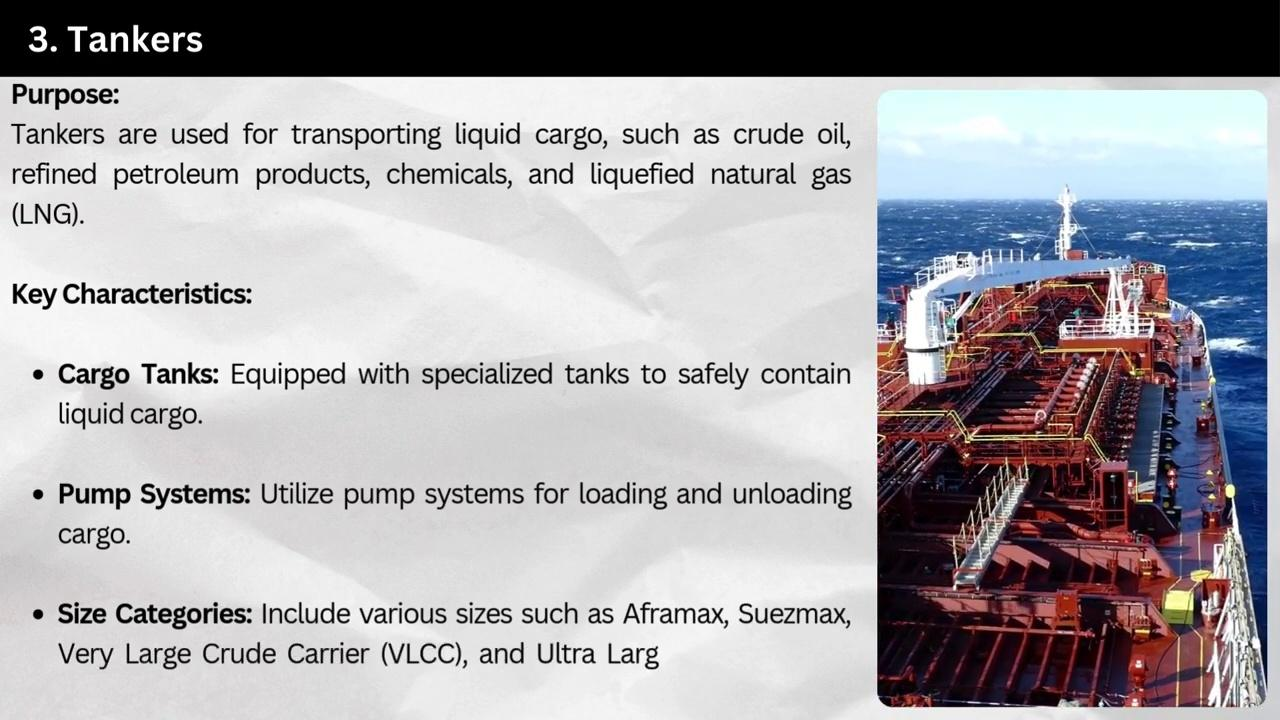 3. Tankers
Purpose:
Tankers are used for transporting liquid cargo, such as crude oil,
refined petroleum products, chemicals, and liquefied natural gas
(LNG).
Key Characteristics:
• Cargo Tanks: Equipped with specialized tanks to safely contain
liquid cargo.
• Pump Systems: Utilize pump systems for loading and unloading
cargo.
• Size Categories: Include various sizes such as Aframax, Suezmax,
Very Large Crude Carrier (VLCC), and Ultra Larg